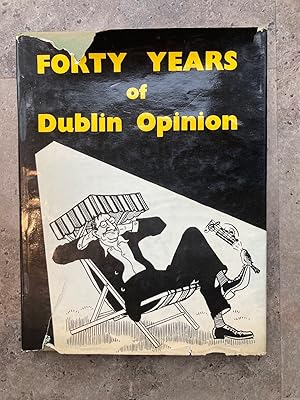 FORTY YEARS
of
Dublin Opinion